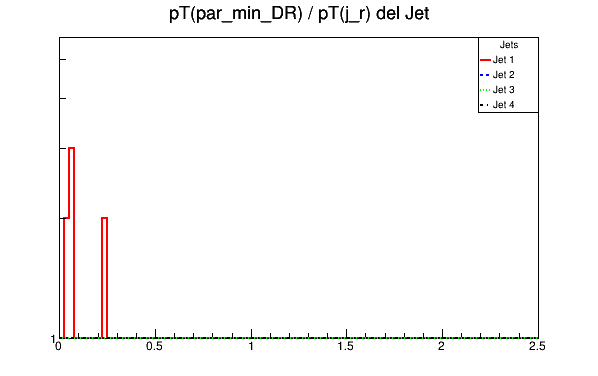 pT(par_min_DR) / pT(j_r) del Jet
Jets
Jet 1
Jet 2
Jet 3
Jet 4
1
0 0.5 1 1.5 2 2.5